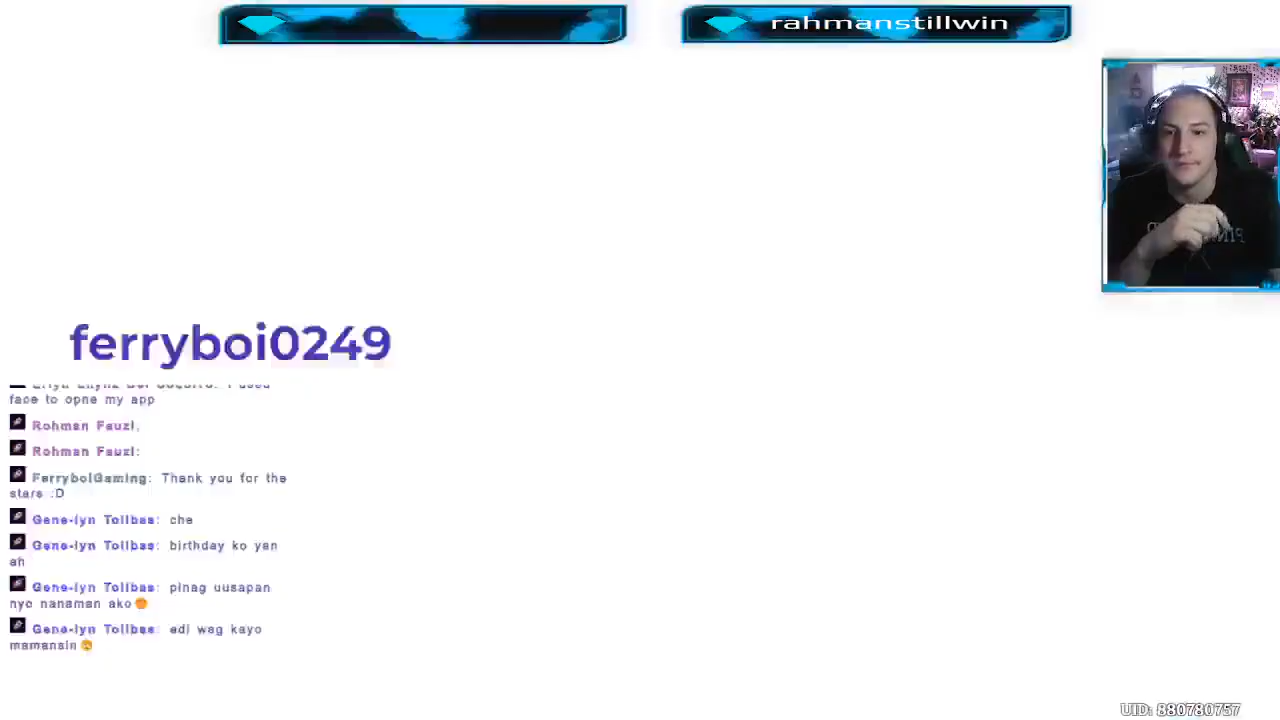 rahmanstillwin
ferryboi0249
face to opne my app
Rohman Fauzi:
Rohman Fauzi:
FerryboiGaming: Thank you for the
stars :D
Gene-lyn Tolibas: che
Gene-lyn Tolibas: birthday ko yan
ah
Gene-lyn Tolibas: pinag uusapan
nyo nanaman ako
Gene-lyn Tolibas: edi wag kayo
mamansin
UID: 880780757